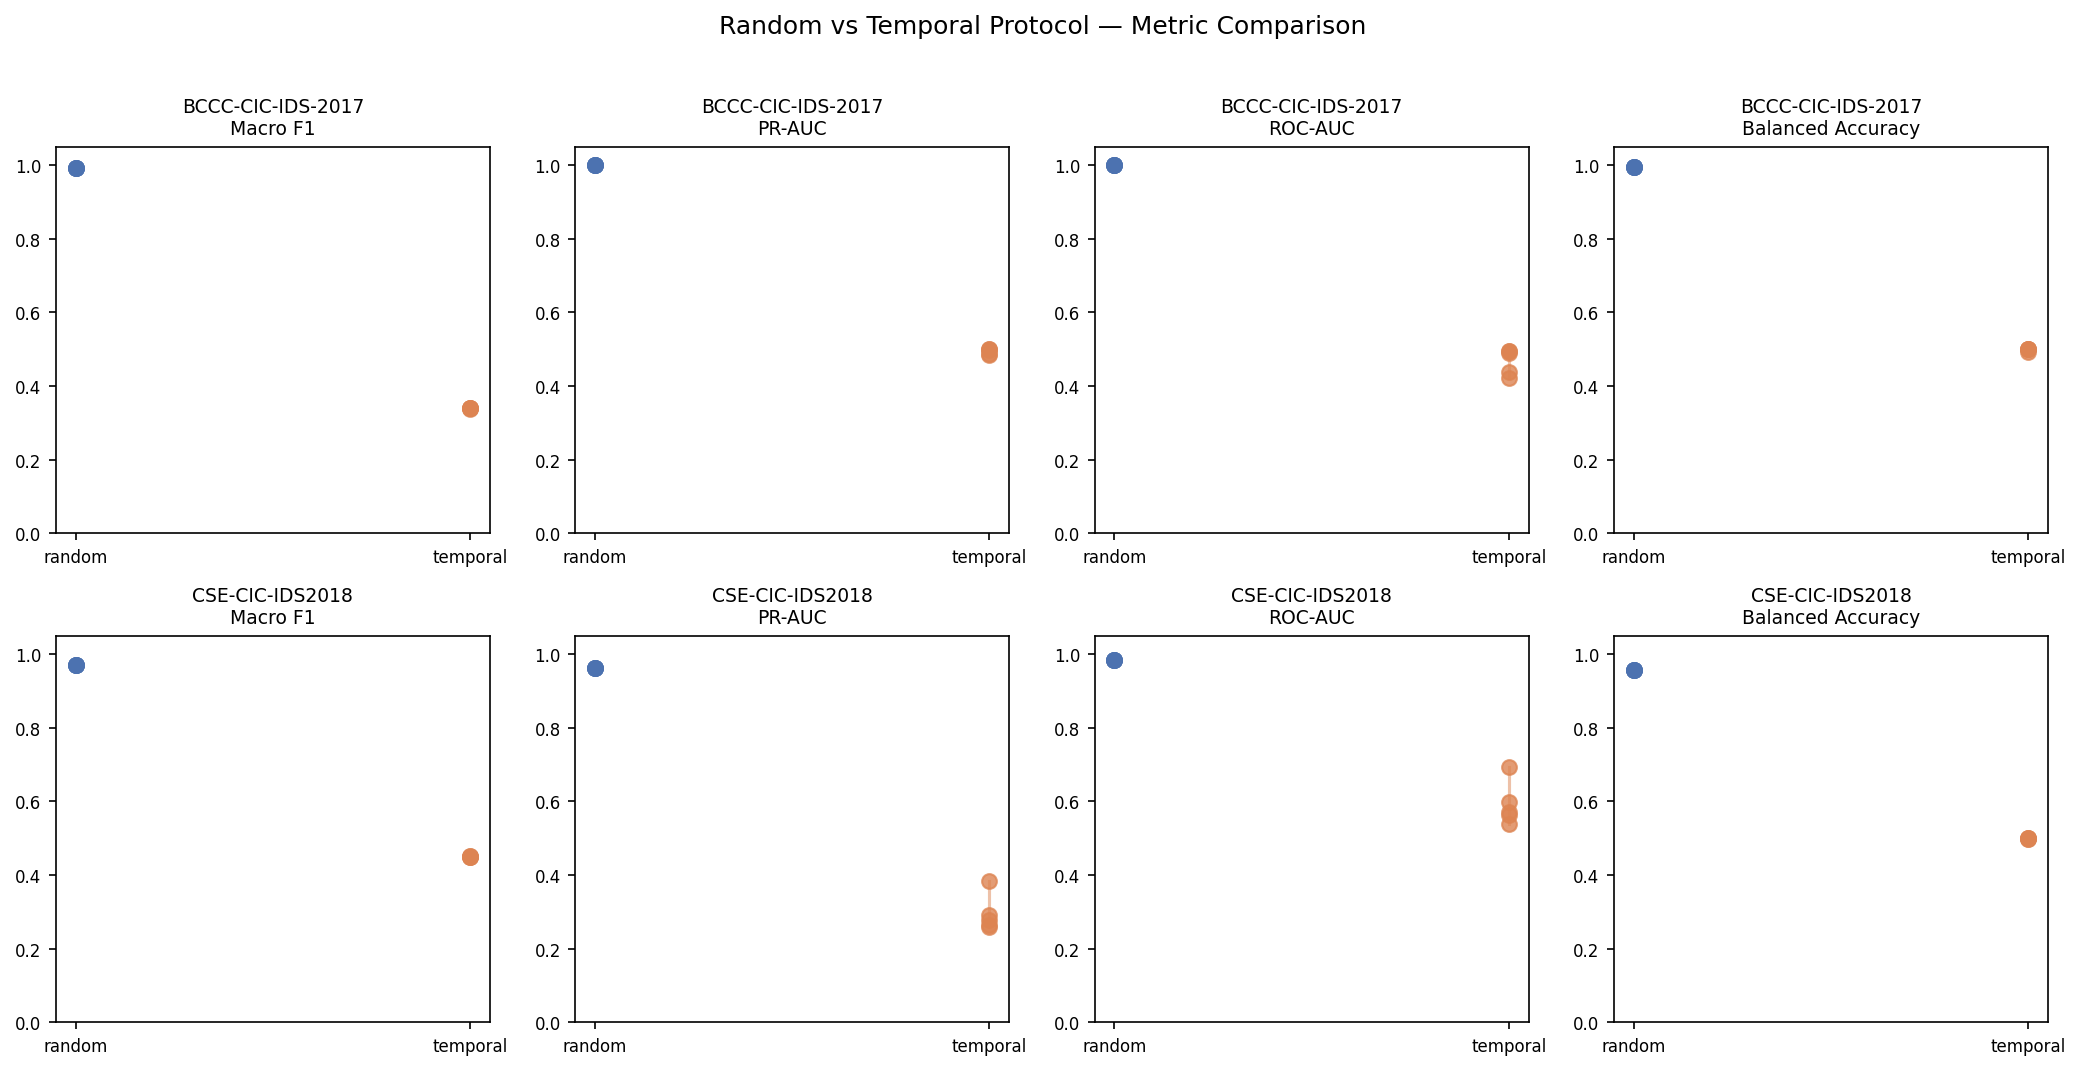 Random vs Temporal Protocol — Metric Comparison
BCCC-CIC-IDS-2017
Macro F1
1.0
0.8
0.6
0.4
0.2
0.0
random
temporal
BCCC-CIC-IDS-2017
PR-AUC
1.0
0.8
0.6
0.4
0.2
0.0
random
temporal
BCCC-CIC-IDS-2017
ROC-AUC
1.0
0.8
0.6
0.4
0.2
0.0
random
temporal
BCCC-CIC-IDS-2017
Balanced Accuracy
1.0
0.8
0.6
0.4
0.2
0.0
random
temporal
CSE-CIC-IDS2018
Macro F1
1.0
0.8
0.6
0.4
0.2
0.0
random
temporal
CSE-CIC-IDS2018
PR-AUC
1.0
0.8
0.6
0.4
0.2
0.0
random
temporal
CSE-CIC-IDS2018
ROC-AUC
1.0
0.8
0.6
0.4
0.2
0.0
random
temporal
CSE-CIC-IDS2018
Balanced Accuracy
1.0
0.8
0.6
0.4
0.2
0.0
random
temporal